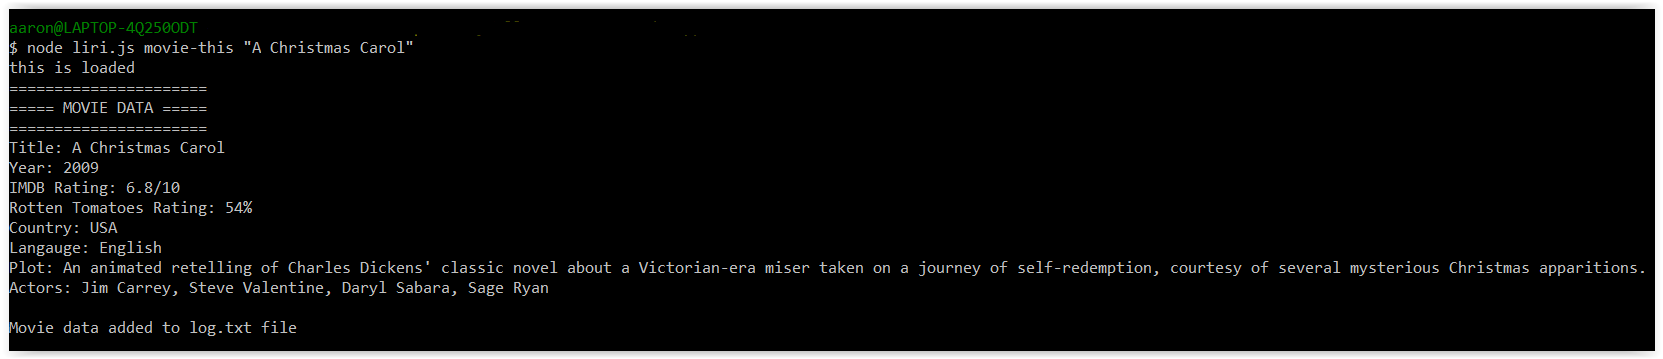 aaron@LAPTOP-4Q250ODT
$ node liri.js movie-this "A Christmas Carol"
this is loaded
======================
===== MOVIE DATA =====
======================
Title: A Christmas Carol
Year: 2009
IMDB Rating: 6.8/10
Rotten Tomatoes Rating: 54%
Country: USA
Langauge: English
Plot: An animated retelling of Charles Dickens' classic novel about a Victorian-era miser taken on a journey of self-redemption, courtesy of several mysterious Christmas apparitions.
Actors: Jim Carrey, Steve Valentine, Daryl Sabara, Sage Ryan
Movie data added to log.txt file